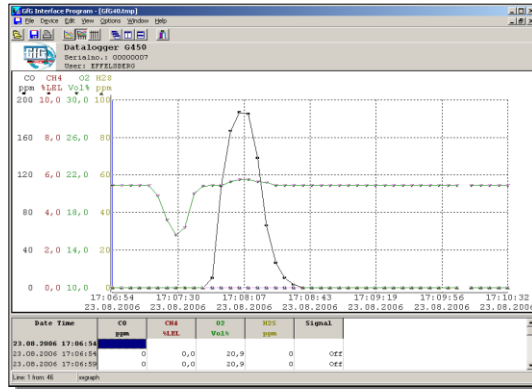 GfG Interface Program - [GfG40.tmp]
File Device Edit View Options Window Help
GfG
Datalogger G450
Serialno.: 00000007
User: EFFELSBERG
CO CH4 O2 H2S
ppm %LEL Vol% ppm
200 10,0 30,0 100
160 8,0 26,0 80
120 6,0 22,0 60
80 4,0 18,0 40
40 2,0 14,0 20
0 0,0 10,0 0
17:06:54 17:07:30 17:08:07 17:08:43 17:09:19 17:09:56 17:10:32
23.08.2006 23.08.2006 23.08.2006 23.08.2006 23.08.2006 23.08.2006 23.08.2006
Date Time CO CH4 O2 H2S Signal
ppm %LEL Vol% ppm
23.08.2006 17:06:54
23.08.2006 17:06:54 0 0,0 20,9 0 Off
23.08.2006 17:06:59 0 0,0 20,9 0 Off
Line: 1 from: 46 segraph